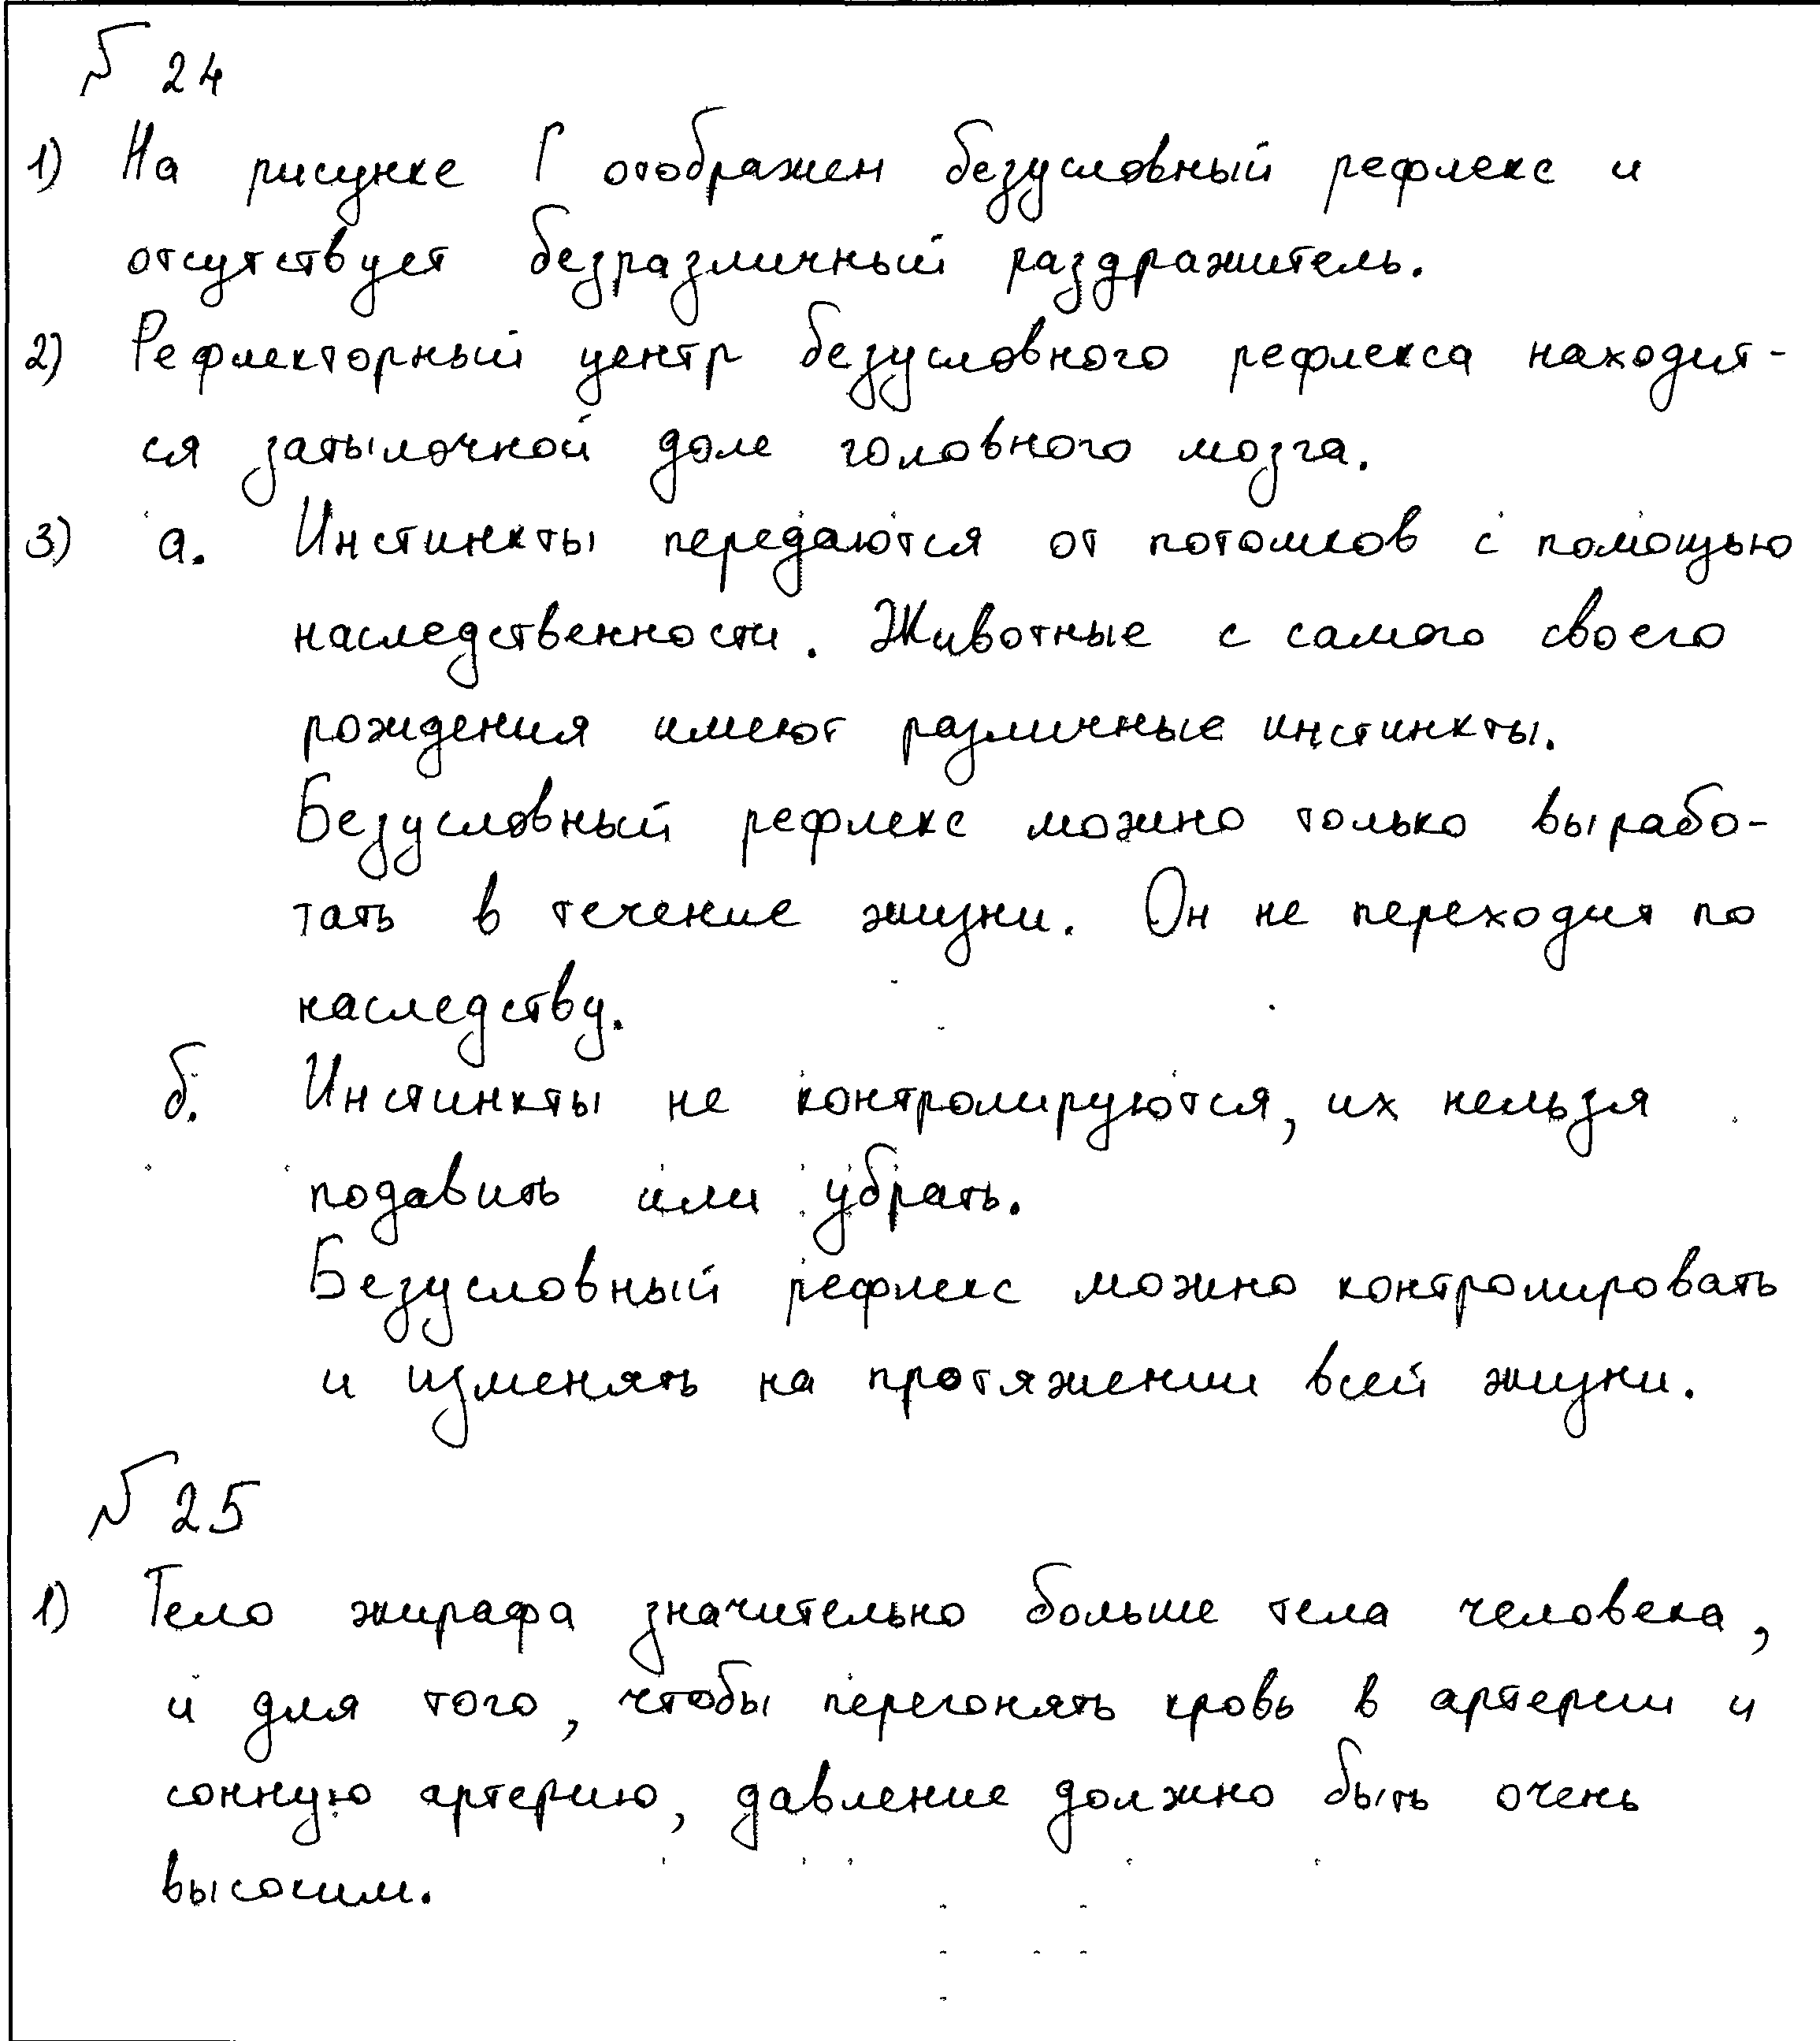 № 24
1) На рисунке Г отображен безусловный рефлекс и
отсутствует безразличный раздражитель.
2) Рефлекторный центр безусловного рефлекса находит-
ся затылочной доле головного мозга.
3) а. Инстинкты передаются от потомков с помощью
наследственности. Животные с самого своего
рождения имеют различные инстинкты.
Безусловный рефлекс можно только вырабо-
тать в течение жизни. Он не переходит по
наследству.
б. Инстинкты не контролируются, их нельзя
подавить или убрать.
Безусловный рефлекс можно контролировать
и изменять на протяжении всей жизни.
№ 25
1) Тело жирафа значительно больше тела человека,
и для того, чтобы перегонять кровь в артерии и
сонную артерию, давление должно быть очень
высоким.